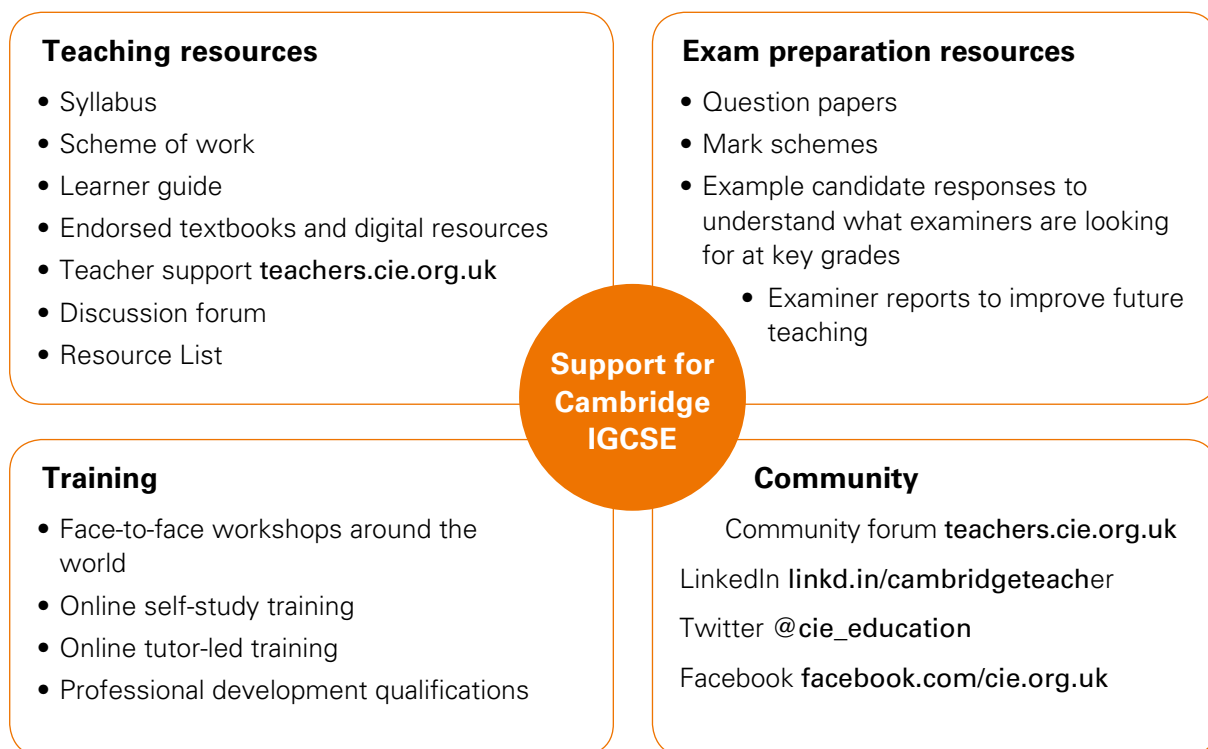 Teaching resources
• Syllabus
• Scheme of work
• Learner guide
• Endorsed textbooks and digital resources
• Teacher support teachers.cie.org.uk
• Discussion forum
• Resource List
Exam preparation resources
• Question papers
• Mark schemes
• Example candidate responses to
understand what examiners are looking
for at key grades
• Examiner reports to improve future
teaching
Support for
Cambridge
IGCSE
Training
• Face-to-face workshops around the
world
• Online self-study training
• Online tutor-led training
• Professional development qualifications
Community
Community forum teachers.cie.org.uk
LinkedIn linkd.in/cambridgeteacher
Twitter @cie_education
Facebook facebook.com/cie.org.uk